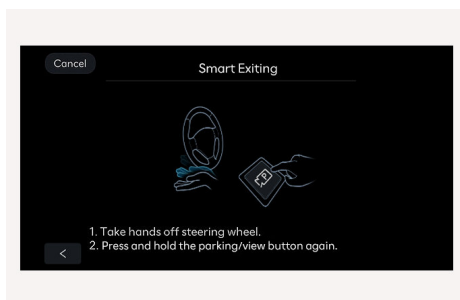 Cancel
Smart Exiting
P
1. Take hands off steering wheel.
2. Press and hold the parking/view button again.
<